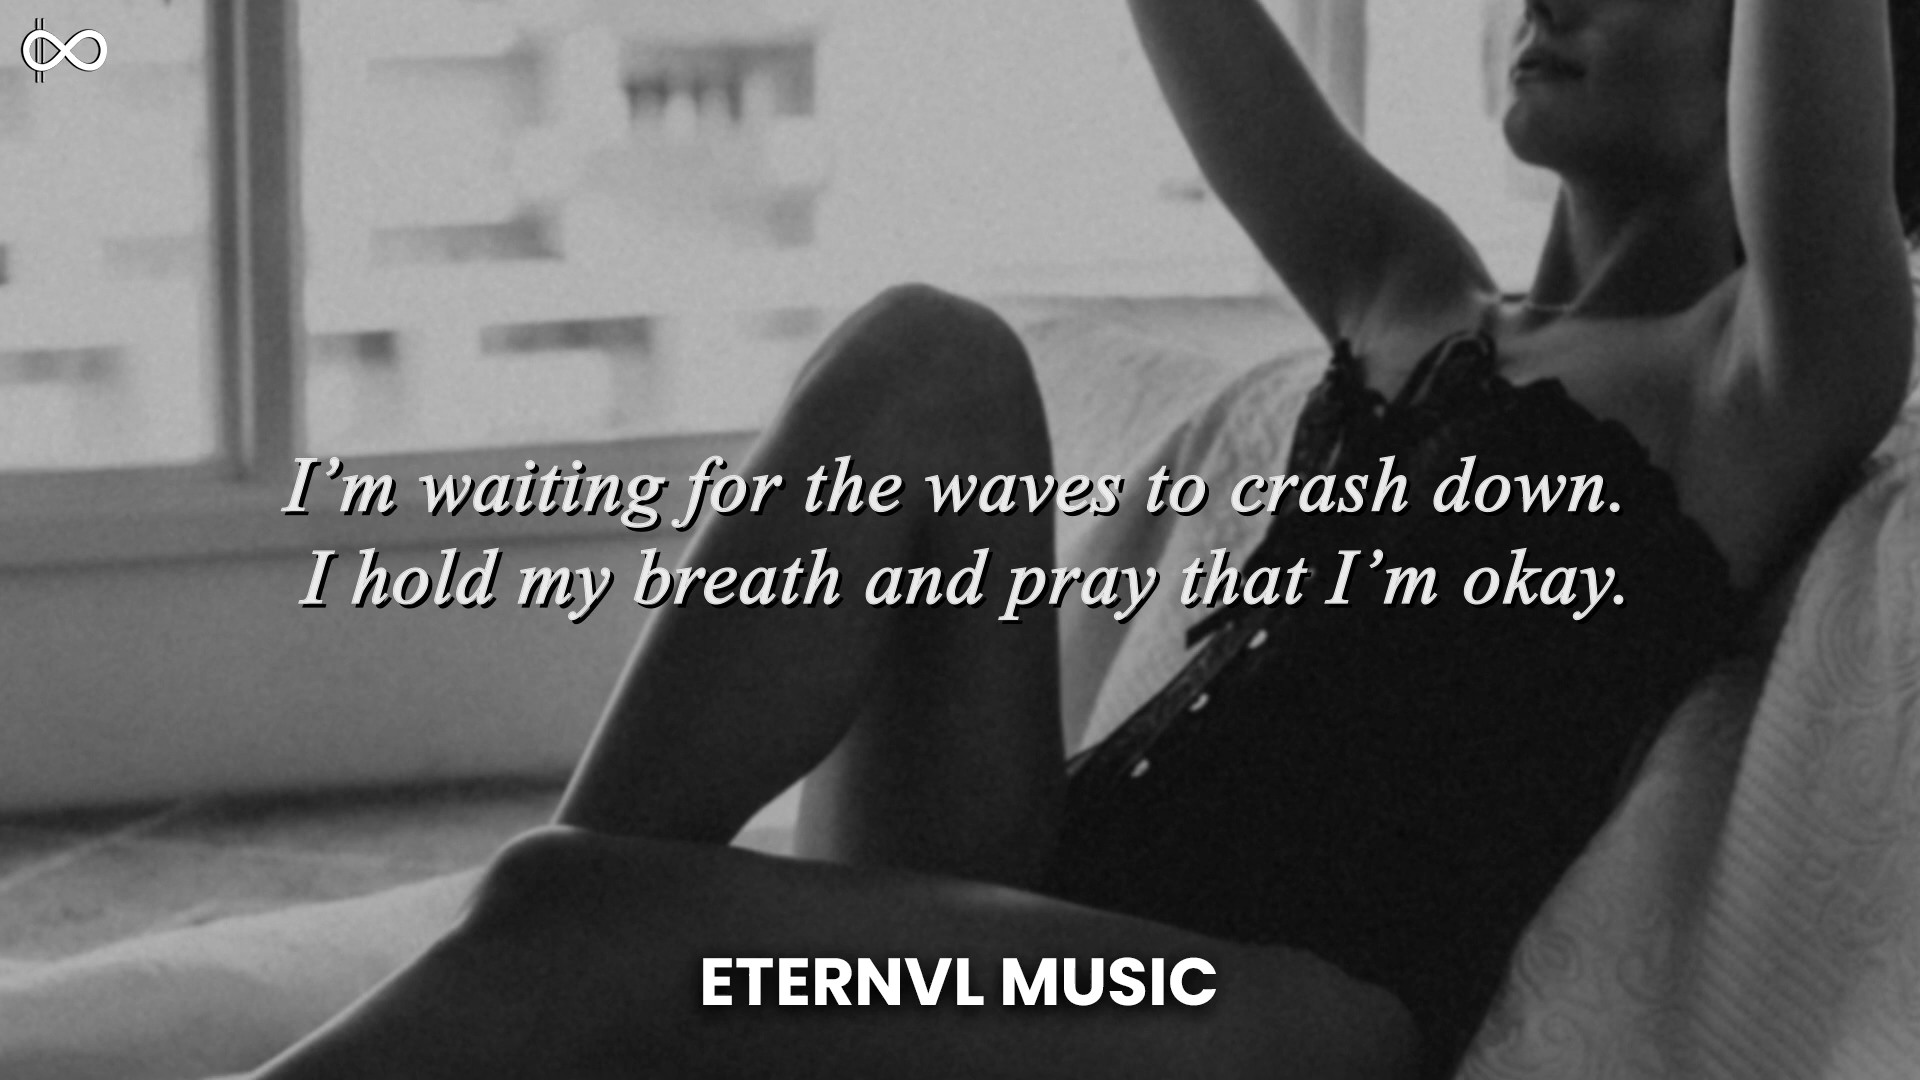 I’m waiting for the waves to crash down.
I hold my breath and pray that I’m okay.
ETERNVL MUSIC